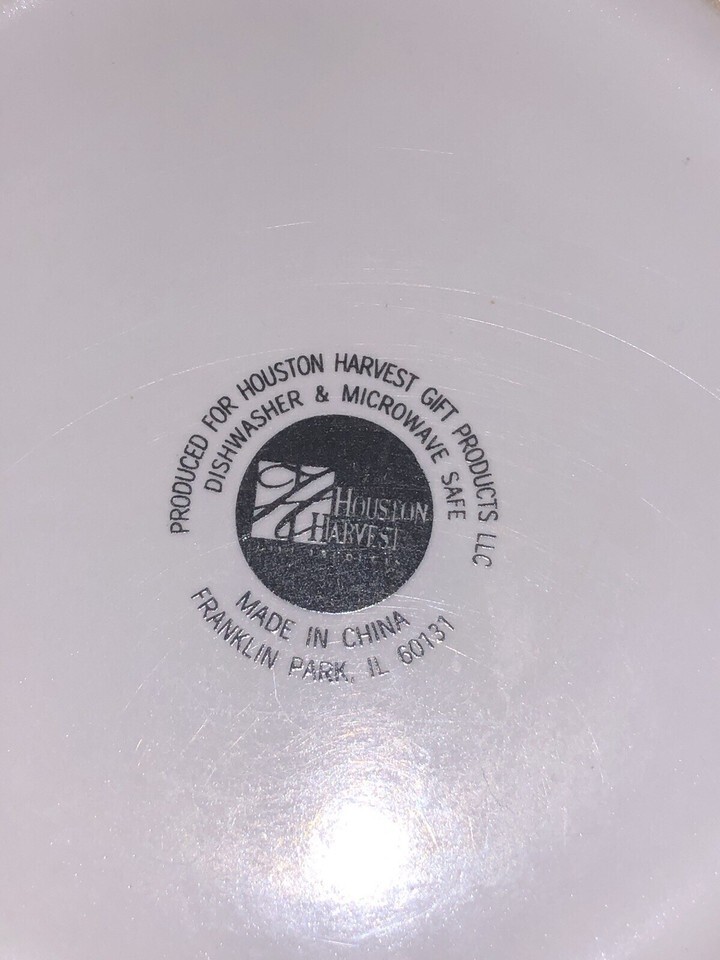 PRODUCED FOR HOUSTON HARVEST GIFT PRODUCTS LLC
DISHWASHER & MICROWAVE SAFE
HOUSTON
HARVEST
MADE IN CHINA
FRANKLIN PARK, IL 60131